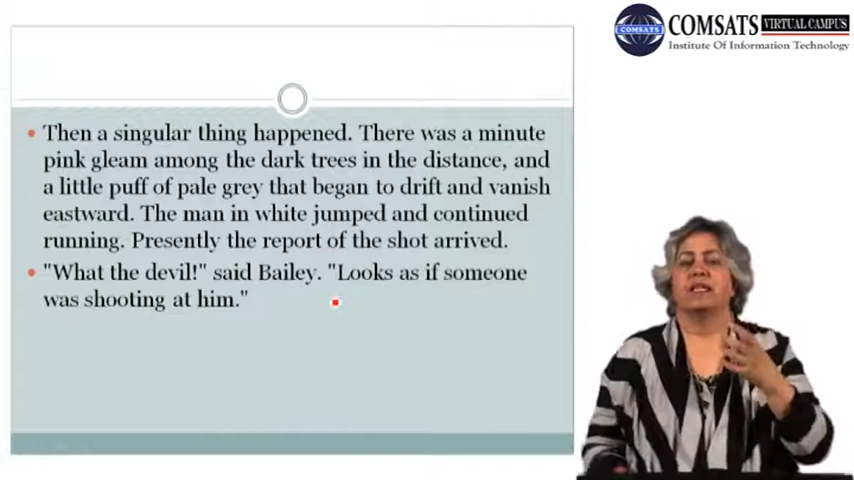 COMSATS
COMSATS VIRTUAL CAMPUS
Institute Of Information Technology
Then a singular thing happened. There was a minute
pink gleam among the dark trees in the distance, and
a little puff of pale grey that began to drift and vanish
eastward. The man in white jumped and continued
running. Presently the report of the shot arrived.
"What the devil!" said Bailey. "Looks as if someone
was shooting at him."